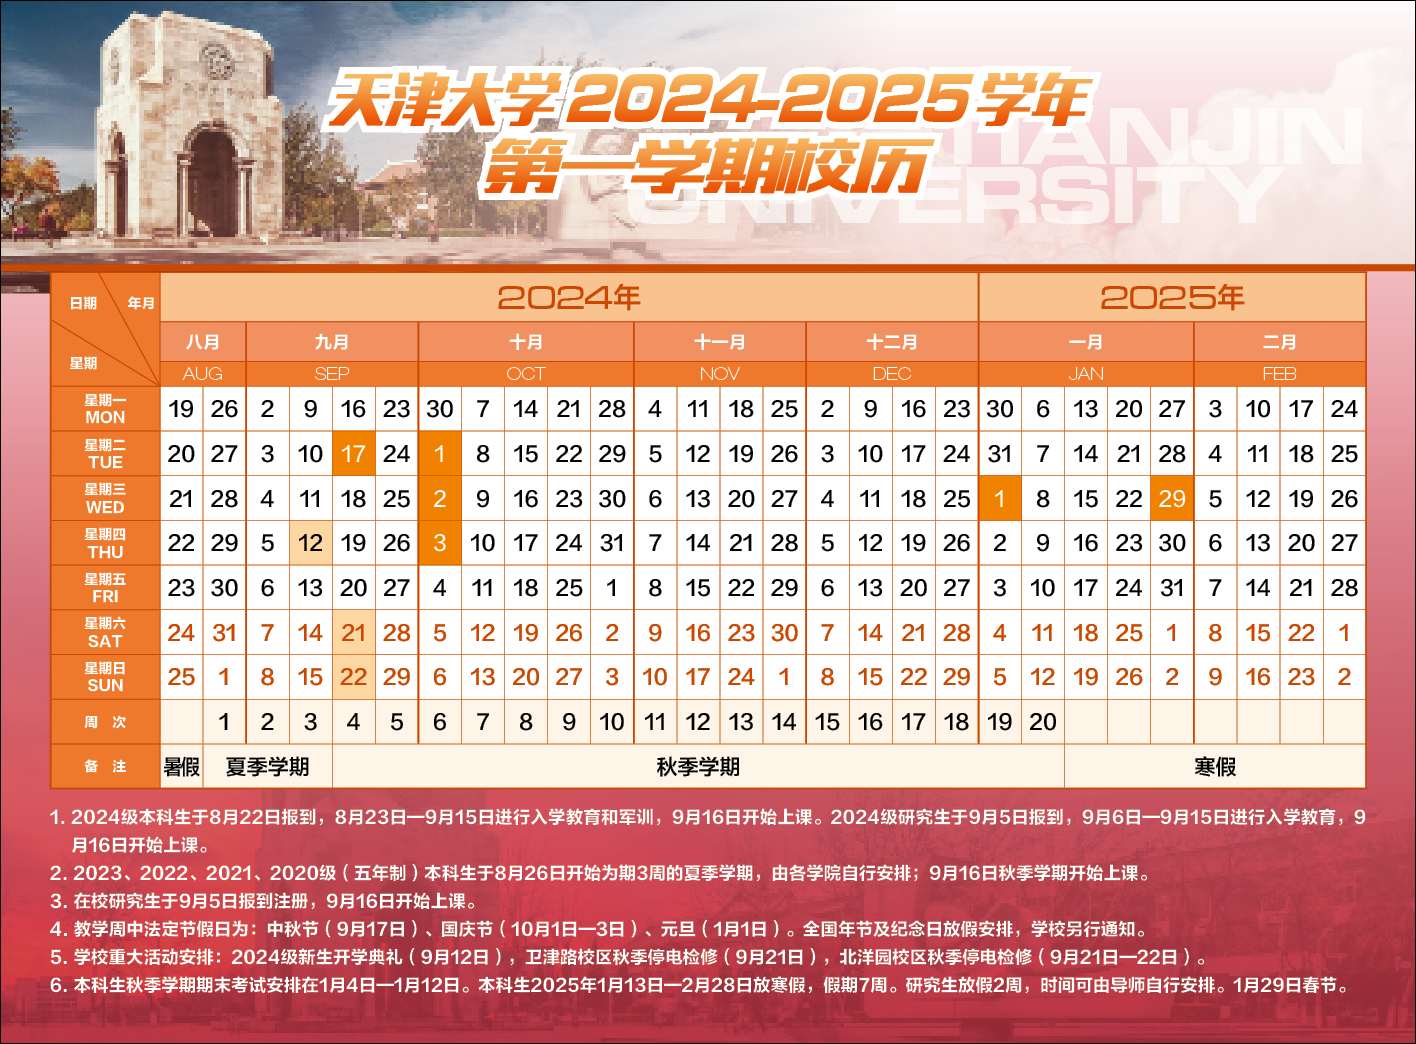 天津大学 2024-2025 学年
第一学期校历
TIANJIN
UNIVERSITY
日期 年月 2024年 2025年
星期 八月 九月 十月 十一月 十二月 一月 二月
AUG SEP OCT NOV DEC JAN FEB
星期一 MON 19 26 2 9 16 23 30 7 14 21 28 4 11 18 25 2 9 16 23 30 6 13 20 27 3 10 17 24
星期二 TUE 20 27 3 10 17 24 1 8 15 22 29 5 12 19 26 3 10 17 24 31 7 14 21 28 4 11 18 25
星期三 WED 21 28 4 11 18 25 2 9 16 23 30 6 13 20 27 4 11 18 25 1 8 15 22 29 5 12 19 26
星期四 THU 22 29 5 12 19 26 3 10 17 24 31 7 14 21 28 5 12 19 26 2 9 16 23 30 6 13 20 27
星期五 FRI 23 30 6 13 20 27 4 11 18 25 1 8 15 22 29 6 13 20 27 3 10 17 24 31 7 14 21 28
星期六 SAT 24 31 7 14 21 28 5 12 19 26 2 9 16 23 30 7 14 21 28 4 11 18 25 1 8 15 22 1
星期日 SUN 25 1 8 15 22 29 6 13 20 27 3 10 17 24 1 8 15 22 29 5 12 19 26 2 9 16 23 2
周 次 1 2 3 4 5 6 7 8 9 10 11 12 13 14 15 16 17 18 19 20
备 注 暑假 夏季学期 秋季学期 寒假
1. 2024级本科生于8月22日报到，8月23日—9月15日进行入学教育和军训，9月16日开始上课。2024级研究生于9月5日报到，9月6日—9月15日进行入学教育，9
月16日开始上课。
2. 2023、2022、2021、2020级（五年制）本科生于8月26日开始为期3周的夏季学期，由各学院自行安排；9月16日秋季学期开始上课。
3. 在校研究生于9月5日报到注册，9月16日开始上课。
4. 教学周中法定节假日为：中秋节（9月17日）、国庆节（10月1日—3日）、元旦（1月1日）。全国年节及纪念日放假安排，学校另行通知。
5. 学校重大活动安排：2024级新生开学典礼（9月12日），卫津路校区秋季停电检修（9月21日），北洋园校区秋季停电检修（9月21日—22日）。
6. 本科生秋季学期期末考试安排在1月4日—1月12日。本科生2025年1月13日—2月28日放寒假，假期7周。研究生放假2周，时间可由导师自行安排。1月29日春节。